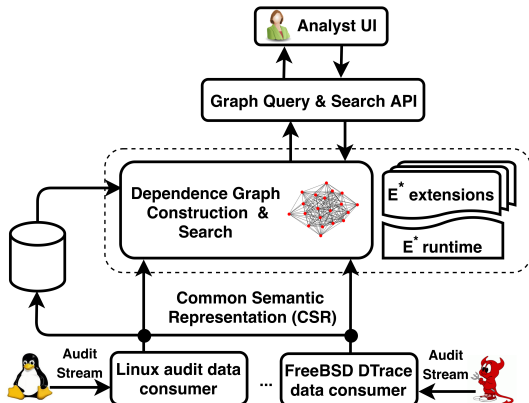 Analyst UI
Graph Query & Search API
Dependence Graph
Construction &
Search
E* extensions
E* runtime
Common Semantic
Representation (CSR)
Audit
Stream
Linux audit data
consumer
...
FreeBSD DTrace
data consumer
Audit
Stream